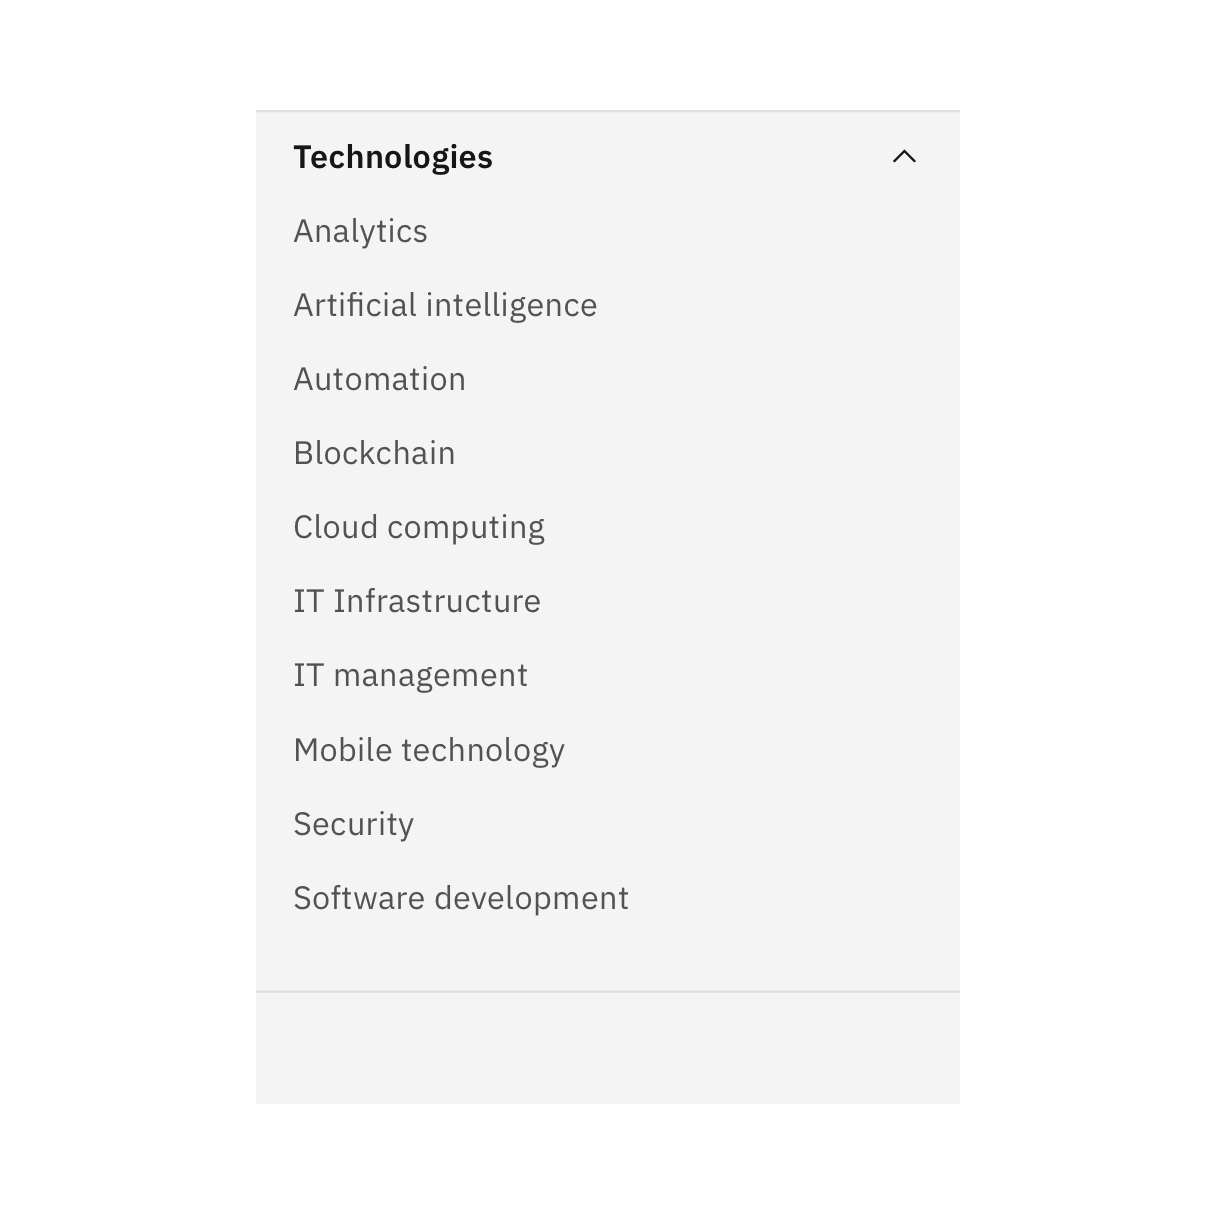 Technologies
Analytics
Artificial intelligence
Automation
Blockchain
Cloud computing
IT Infrastructure
IT management
Mobile technology
Security
Software development